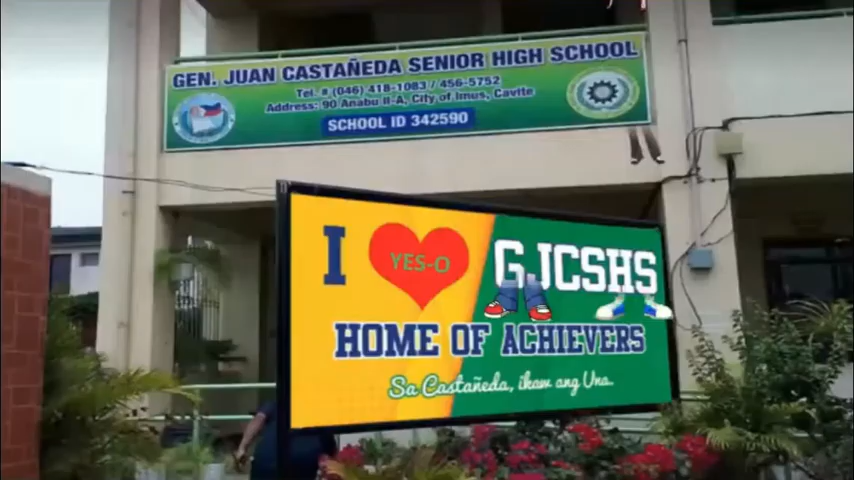 GEN. JUAN CASTAÑEDA SENIOR HIGH SCHOOL
Tel. # (046) 418-1083 / 456-5752
Address: 90 Anabu II-A, City of Imus, Cavite
SCHOOL ID 342590
I YES-O GJCSHS
HOME OF ACHIEVERS
Sa Castañeda, ikaw ang Una.